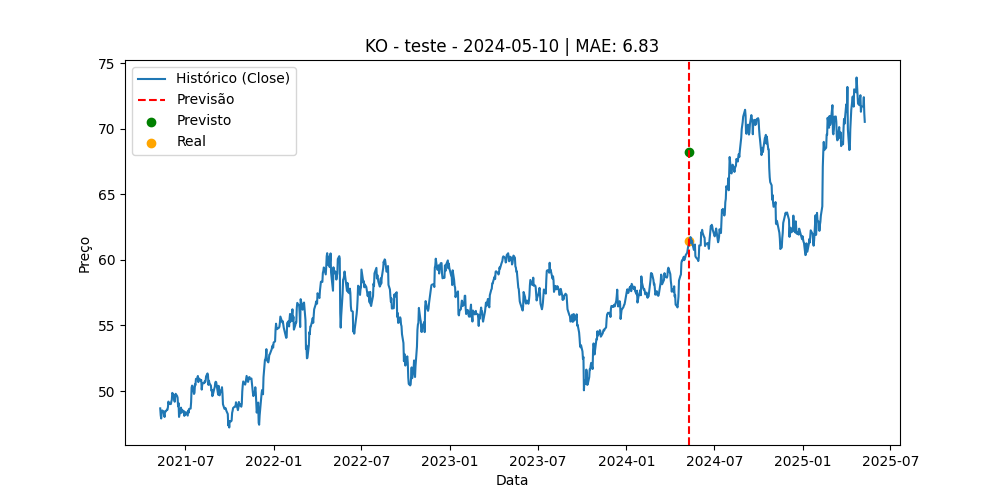 KO - teste - 2024-05-10 | MAE: 6.83
Histórico (Close)
Previsão
Previsto
Real
Preço
75
70
65
60
55
50
2021-07 2022-01 2022-07 2023-01 2023-07 2024-01 2024-07 2025-01 2025-07
Data